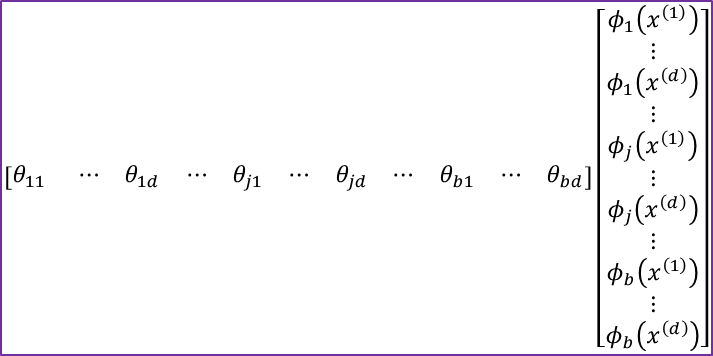 [θ₁₁ ⋯ θ₁d ⋯ θj₁ ⋯ θjd ⋯ θb₁ ⋯ θbd]
ϕ₁(x⁽¹⁾)
⋮
ϕ₁(x⁽ᵈ⁾)
⋮
ϕⱼ(x⁽¹⁾)
⋮
ϕⱼ(x⁽ᵈ⁾)
⋮
ϕb(x⁽¹⁾)
⋮
ϕb(x⁽ᵈ⁾)